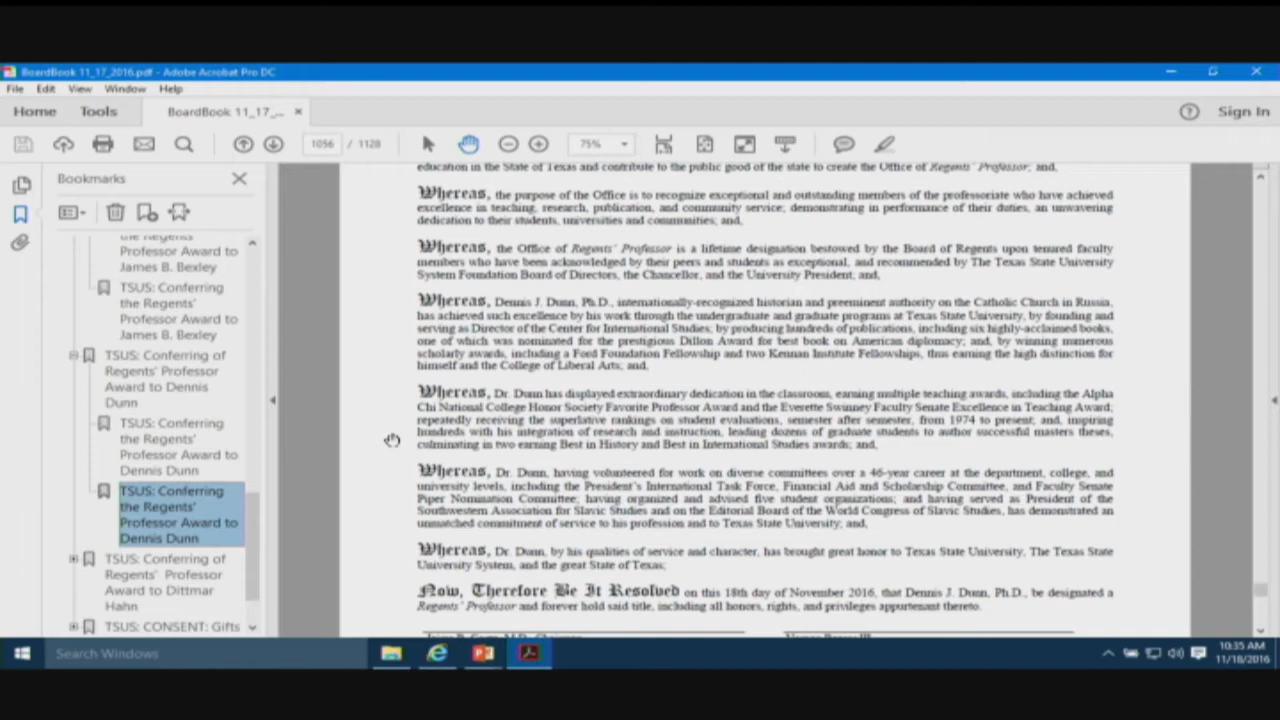 BoardBook 11_17_2016.pdf - Adobe Acrobat Pro DC
File Edit View Window Help
Home Tools BoardBook 11_17_... × Sign In
1056 / 1128 75%
Bookmarks
the Regents'
Professor Award to
James B. Bexley
TSUS: Conferring
the Regents'
Professor Award to
James B. Bexley
TSUS: Conferring of
Regents' Professor
Award to Dennis
Dunn
TSUS: Conferring
the Regents'
Professor Award to
Dennis Dunn
TSUS: Conferring
the Regents'
Professor Award to
Dennis Dunn
TSUS: Conferring of
Regents' Professor
Award to Dittmar
Hahn
TSUS: CONSENT: Gifts
education in the State of Texas and contribute to the public good of the state to create the Office of Regents' Professor; and,
Whereas, the purpose of the Office is to recognize exceptional and outstanding members of the professoriate who have achieved
excellence in teaching, research, publication, and community service; demonstrating in performance of their duties, an unwavering
dedication to their students, universities and communities; and,
Whereas, the Office of Regents' Professor is a lifetime designation bestowed by the Board of Regents upon tenured faculty
members who have been acknowledged by their peers and students as exceptional, and recommended by The Texas State University
System Foundation Board of Directors, the Chancellor, and the University President; and,
Whereas, Dennis J. Dunn, Ph.D., internationally-recognized historian and preeminent authority on the Catholic Church in Russia,
has achieved such excellence by his work through the undergraduate and graduate programs at Texas State University, by founding and
serving as Director of the Center for International Studies; by producing hundreds of publications, including six highly-acclaimed books,
one of which was nominated for the prestigious Dillon Award for best book on American diplomacy; and, by winning numerous
scholarly awards, including a Ford Foundation Fellowship and two Kennan Institute Fellowships, thus earning the high distinction for
himself and the College of Liberal Arts; and,
Whereas, Dr. Dunn has displayed extraordinary dedication in the classroom, earning multiple teaching awards, including the Alpha
Chi National College Honor Society Favorite Professor Award and the Everette Swinney Faculty Senate Excellence in Teaching Award;
repeatedly receiving the superlative rankings on student evaluations, semester after semester, from 1974 to present; and, inspiring
hundreds with his integration of research and instruction, leading dozens of graduate students to author successful masters theses,
culminating in two earning Best in History and Best in International Studies awards; and,
Whereas, Dr. Dunn, having volunteered for work on diverse committees over a 46-year career at the department, college, and
university levels, including the President's International Task Force, Financial Aid and Scholarship Committee, and Faculty Senate
Piper Nomination Committee; having organized and advised five student organizations; and having served as President of the
Southwestern Association for Slavic Studies and on the Editorial Board of the World Congress of Slavic Studies, has demonstrated an
unmatched commitment of service to his profession and to Texas State University; and,
Whereas, Dr. Dunn, by his qualities of service and character, has brought great honor to Texas State University, The Texas State
University System, and the great State of Texas;
Now, Therefore Be It Resolved on this 18th day of November 2016, that Dennis J. Dunn, Ph.D., be designated a
Regents' Professor and forever hold said title, including all honors, rights, and privileges appurtenant thereto.
Search Windows
10:35 AM
11/18/2016